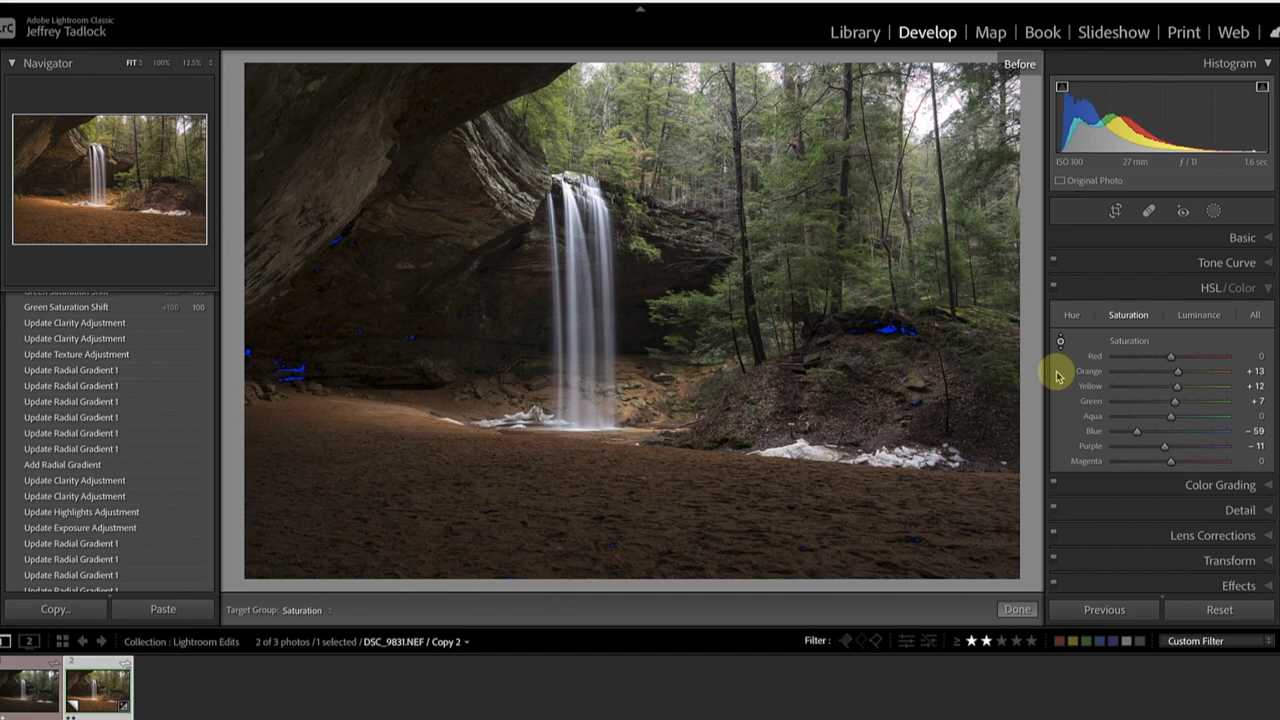 Adobe Lightroom Classic
Jeffrey Tadlock
Library | Develop | Map | Book | Slideshow | Print | Web
Navigator FIT 100% 12.5%
Before
Histogram
ISO 100 27 mm ƒ / 11 1.6 sec
Original Photo
Basic
Tone Curve
HSL / Color
Hue Saturation Luminance All
Saturation
Red 0
Orange + 13
Yellow + 12
Green + 7
Aqua 0
Blue − 59
Purple − 11
Magenta 0
Color Grading
Detail
Lens Corrections
Transform
Effects
Green Saturation Shift
Green Saturation Shift +100 100
Update Clarity Adjustment
Update Clarity Adjustment
Update Texture Adjustment
Update Radial Gradient 1
Update Radial Gradient 1
Update Radial Gradient 1
Update Radial Gradient 1
Update Radial Gradient 1
Update Radial Gradient 1
Add Radial Gradient
Update Clarity Adjustment
Update Clarity Adjustment
Update Highlights Adjustment
Update Exposure Adjustment
Update Radial Gradient 1
Update Radial Gradient 1
Update Radial Gradient 1
Update Radial Gradient 1
Copy... Paste
Target Group: Saturation
Done
Previous Reset
2 Collection : Lightroom Edits 2 of 3 photos / 1 selected / DSC_9831.NEF / Copy 2
Filter : ≥ ★ ★ ★ ★ ★ Custom Filter
2